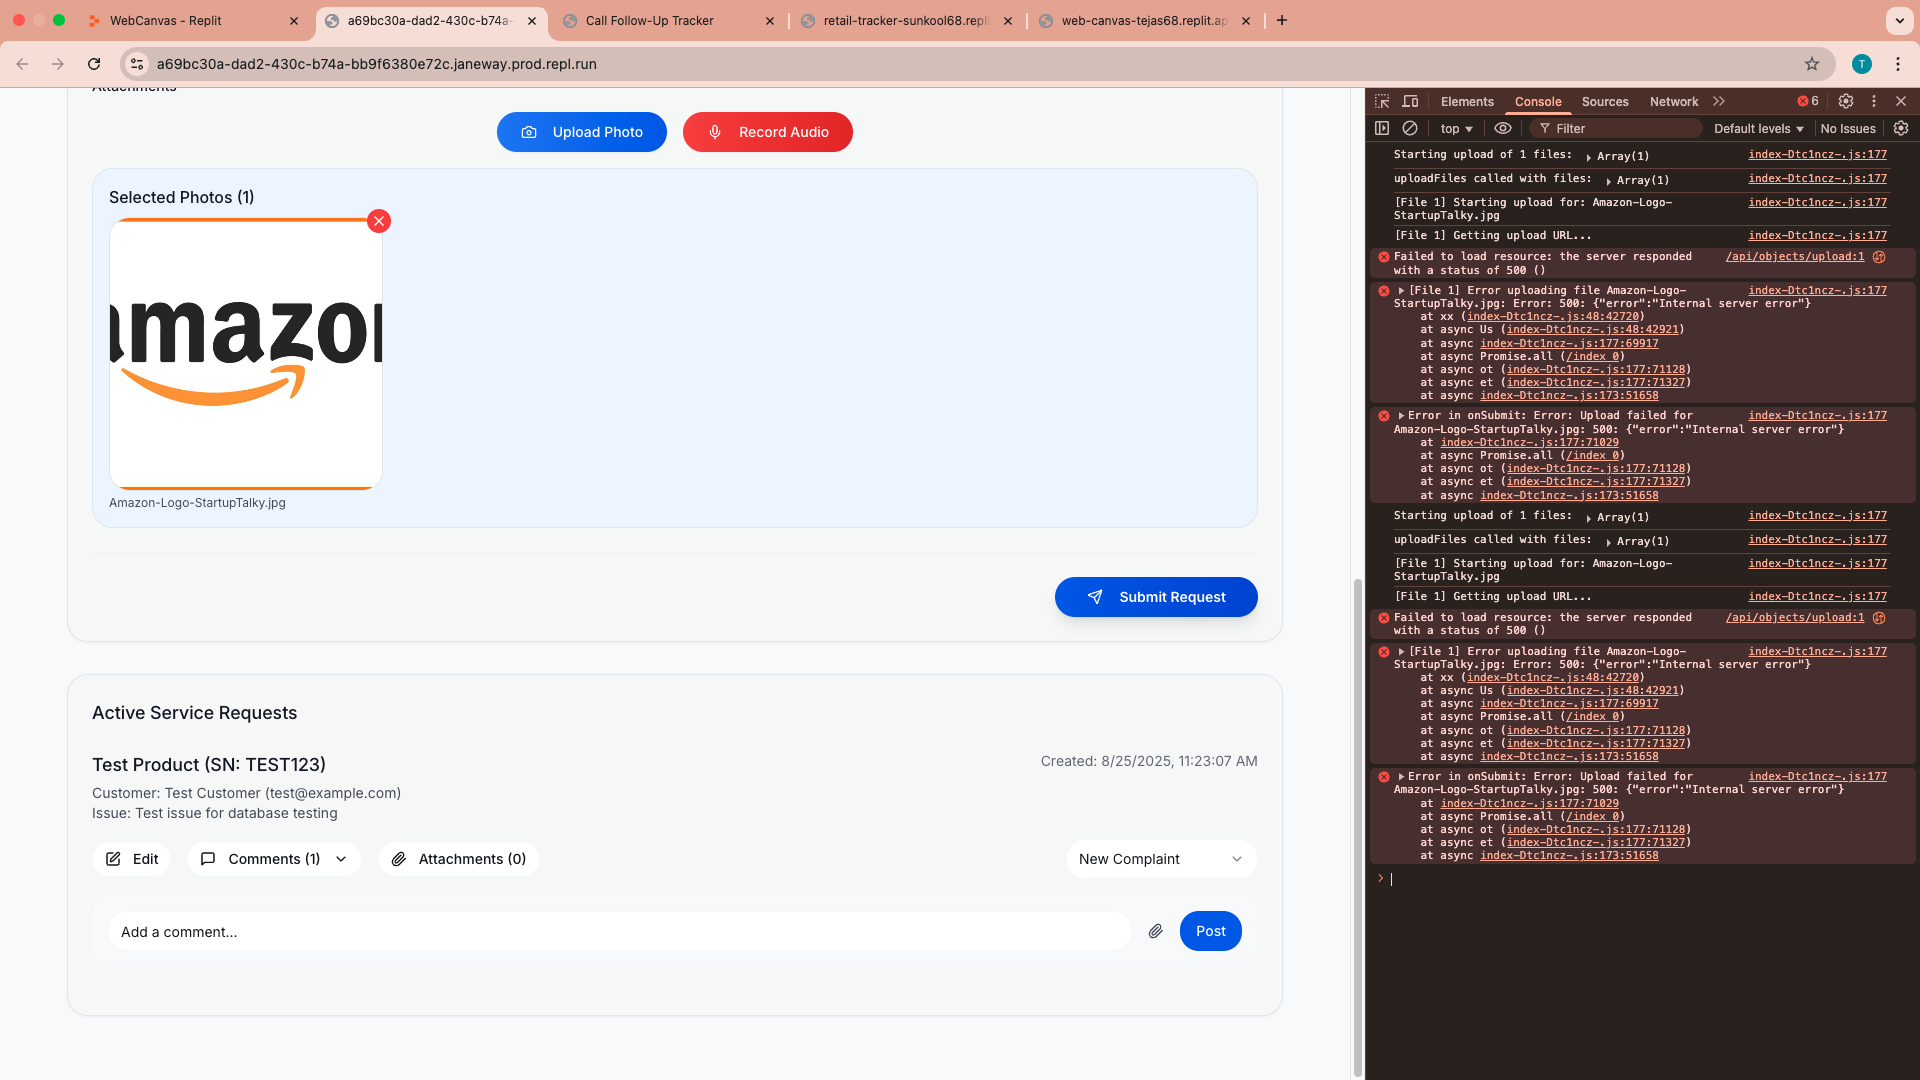 WebCanvas - Replit
a69bc30a-dad2-430c-b74a-
Call Follow-Up Tracker
retail-tracker-sunkool68.repli
web-canvas-tejas68.replit.ap
a69bc30a-dad2-430c-b74a-bb9f6380e72c.janeway.prod.repl.run
T
Attachments
Upload Photo
Record Audio
Selected Photos (1)
amazon
Amazon-Logo-StartupTalky.jpg
Submit Request
Active Service Requests
Test Product (SN: TEST123)
Created: 8/25/2025, 11:23:07 AM
Customer: Test Customer (test@example.com)
Issue: Test issue for database testing
Edit
Comments (1)
Attachments (0)
New Complaint
Add a comment...
Post
Elements
Console
Sources
Network
6
top
Filter
Default levels
No Issues
Starting upload of 1 files: Array(1) index-Dtc1ncz-.js:177
uploadFiles called with files: Array(1) index-Dtc1ncz-.js:177
[File 1] Starting upload for: Amazon-Logo- index-Dtc1ncz-.js:177
StartupTalky.jpg
[File 1] Getting upload URL... index-Dtc1ncz-.js:177
Failed to load resource: the server responded /api/objects/upload:1
with a status of 500 ()
[File 1] Error uploading file Amazon-Logo- index-Dtc1ncz-.js:177
StartupTalky.jpg: Error: 500: {"error":"Internal server error"}
at xx (index-Dtc1ncz-.js:48:42720)
at async Us (index-Dtc1ncz-.js:48:42921)
at async index-Dtc1ncz-.js:177:69917
at async Promise.all (/index 0)
at async ot (index-Dtc1ncz-.js:177:71128)
at async et (index-Dtc1ncz-.js:177:71327)
at async index-Dtc1ncz-.js:173:51658
Error in onSubmit: Error: Upload failed for index-Dtc1ncz-.js:177
Amazon-Logo-StartupTalky.jpg: 500: {"error":"Internal server error"}
at index-Dtc1ncz-.js:177:71029
at async Promise.all (/index 0)
at async ot (index-Dtc1ncz-.js:177:71128)
at async et (index-Dtc1ncz-.js:177:71327)
at async index-Dtc1ncz-.js:173:51658
Starting upload of 1 files: Array(1) index-Dtc1ncz-.js:177
uploadFiles called with files: Array(1) index-Dtc1ncz-.js:177
[File 1] Starting upload for: Amazon-Logo- index-Dtc1ncz-.js:177
StartupTalky.jpg
[File 1] Getting upload URL... index-Dtc1ncz-.js:177
Failed to load resource: the server responded /api/objects/upload:1
with a status of 500 ()
[File 1] Error uploading file Amazon-Logo- index-Dtc1ncz-.js:177
StartupTalky.jpg: Error: 500: {"error":"Internal server error"}
at xx (index-Dtc1ncz-.js:48:42720)
at async Us (index-Dtc1ncz-.js:48:42921)
at async index-Dtc1ncz-.js:177:69917
at async Promise.all (/index 0)
at async ot (index-Dtc1ncz-.js:177:71128)
at async et (index-Dtc1ncz-.js:177:71327)
at async index-Dtc1ncz-.js:173:51658
Error in onSubmit: Error: Upload failed for index-Dtc1ncz-.js:177
Amazon-Logo-StartupTalky.jpg: 500: {"error":"Internal server error"}
at index-Dtc1ncz-.js:177:71029
at async Promise.all (/index 0)
at async ot (index-Dtc1ncz-.js:177:71128)
at async et (index-Dtc1ncz-.js:177:71327)
at async index-Dtc1ncz-.js:173:51658